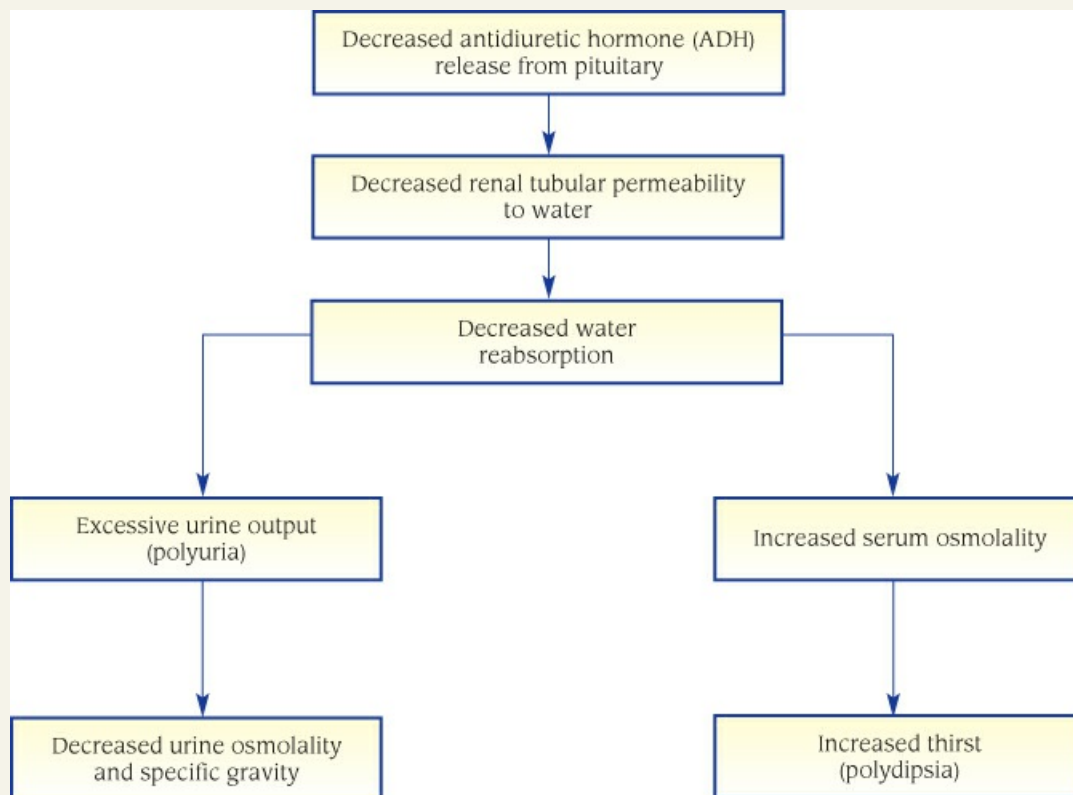 Decreased antidiuretic hormone (ADH)
release from pituitary
Decreased renal tubular permeability
to water
Decreased water
reabsorption
Excessive urine output
(polyuria)
Increased serum osmolality
Decreased urine osmolality
and specific gravity
Increased thirst
(polydipsia)